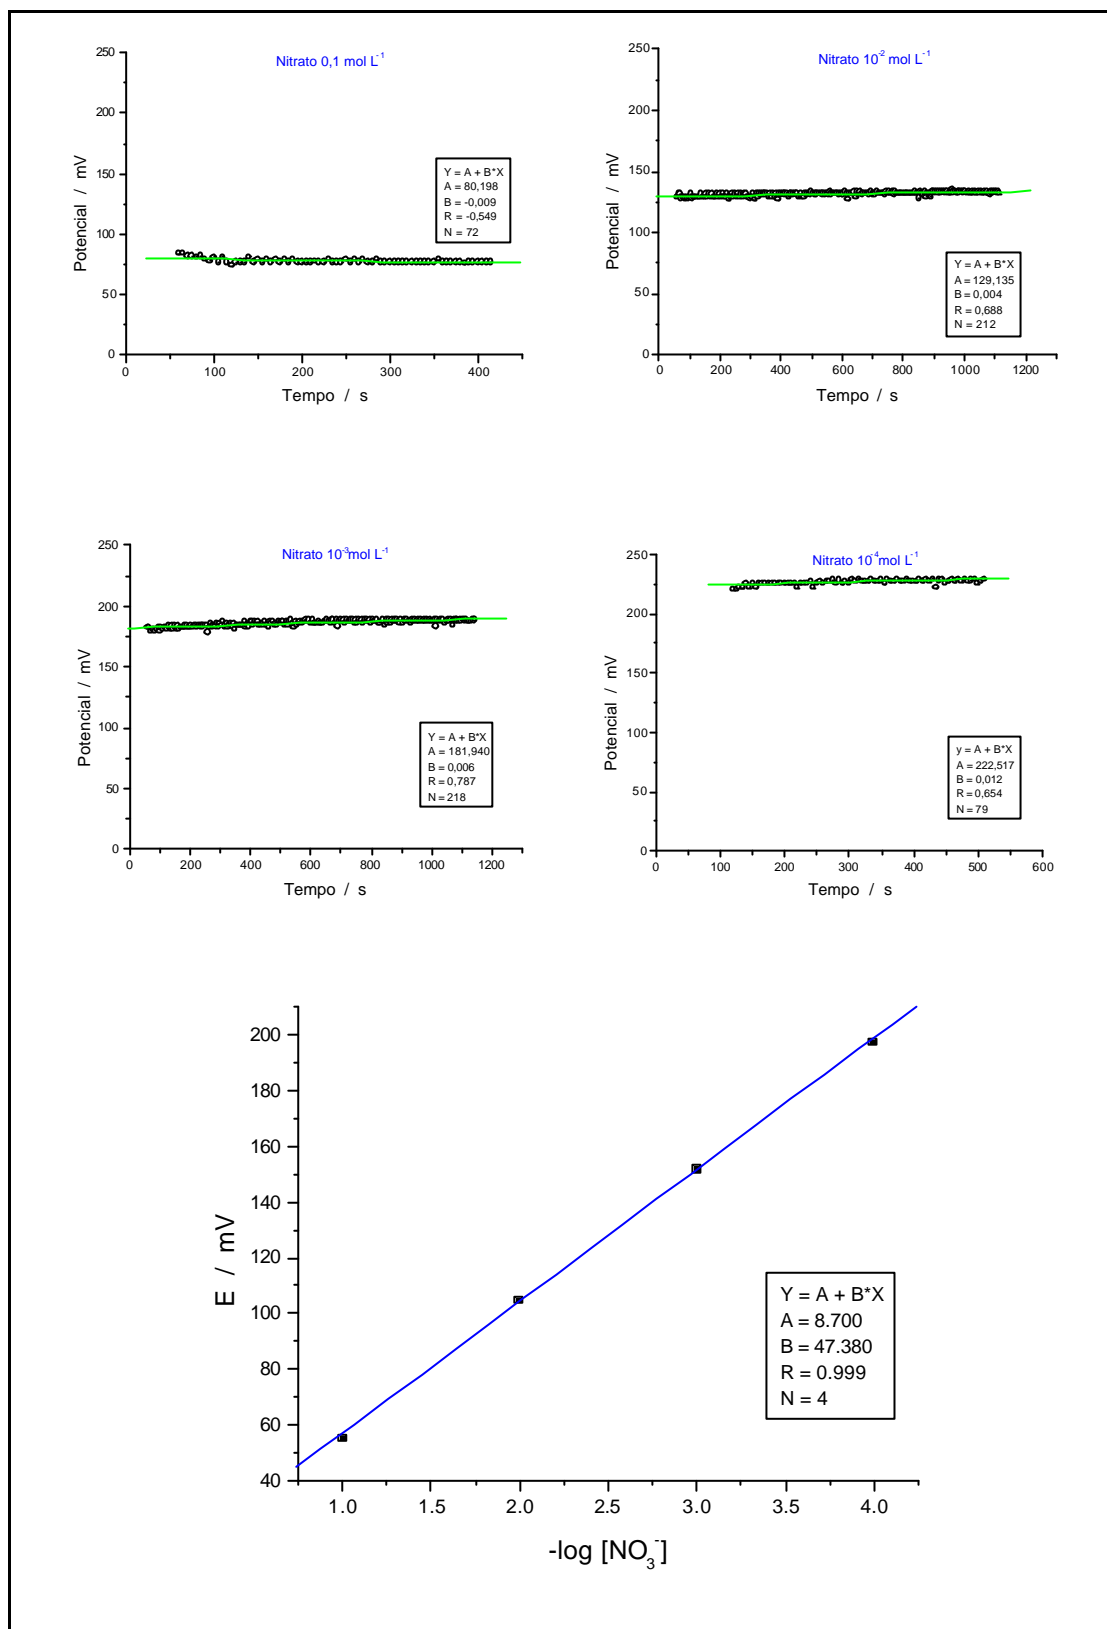 Nitrato 0,1 mol L-1
250
200
150
100
50
0
Potencial / mV
Y = A + B*X
A = 80,198
B = -0,009
R = -0,549
N = 72
0 100 200 300 400
Tempo / s
Nitrato 10-2 mol L-1
250
200
150
100
50
0
Potencial / mV
Y = A + B*X
A = 129,135
B = 0,004
R = 0,688
N = 212
0 200 400 600 800 1000 1200
Tempo / s
Nitrato 10-3 mol L-1
250
200
150
100
50
0
Potencial / mV
Y = A + B*X
A = 181,940
B = 0,006
R = 0,787
N = 218
0 200 400 600 800 1000 1200
Tempo / s
Nitrato 10-4 mol L-1
250
200
150
100
50
0
Potencial / mV
y = A + B*X
A = 222,517
B = 0,012
R = 0,654
N = 79
0 100 200 300 400 500 600
Tempo / s
200
180
160
140
120
100
80
60
40
E / mV
Y = A + B*X
A = 8.700
B = 47.380
R = 0.999
N = 4
1.0 1.5 2.0 2.5 3.0 3.5 4.0
-log [NO3-]